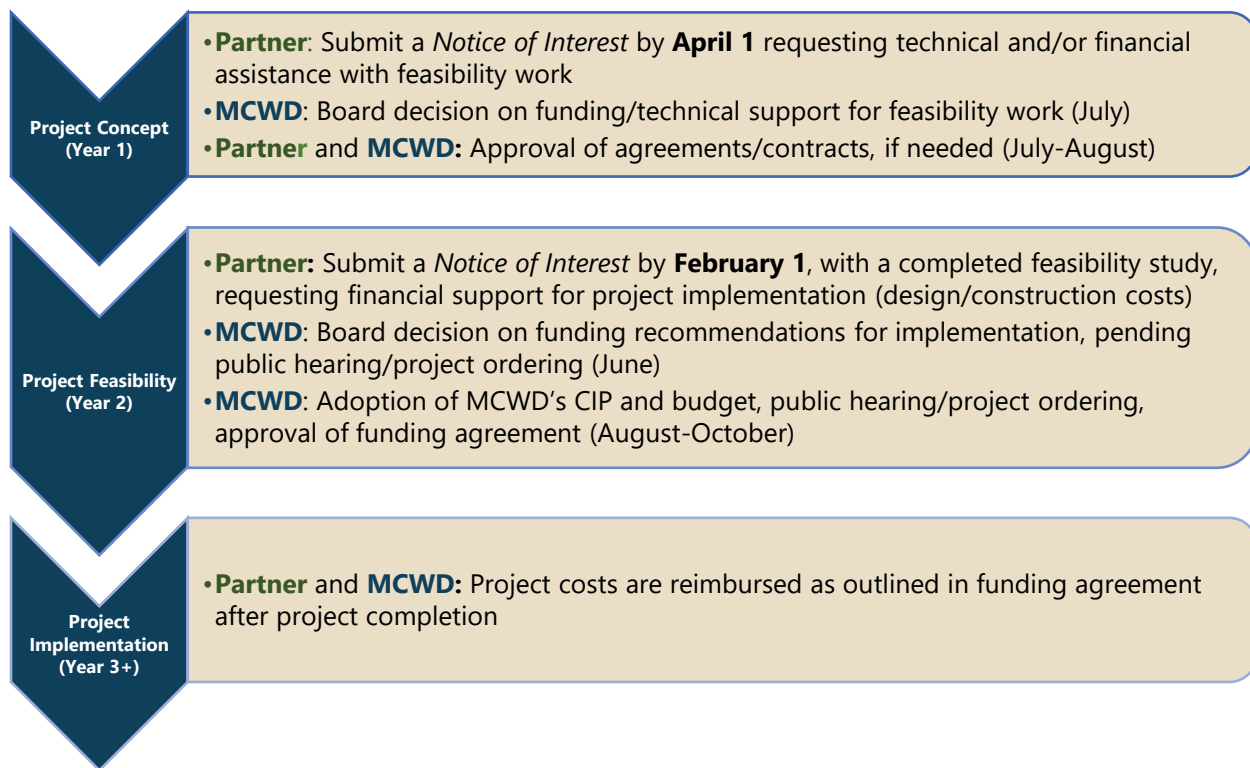 Project Concept
(Year 1)
•Partner: Submit a Notice of Interest by April 1 requesting technical and/or financial
assistance with feasibility work
•MCWD: Board decision on funding/technical support for feasibility work (July)
•Partner and MCWD: Approval of agreements/contracts, if needed (July-August)
Project Feasibility
(Year 2)
•Partner: Submit a Notice of Interest by February 1, with a completed feasibility study,
requesting financial support for project implementation (design/construction costs)
•MCWD: Board decision on funding recommendations for implementation, pending
public hearing/project ordering (June)
•MCWD: Adoption of MCWD’s CIP and budget, public hearing/project ordering,
approval of funding agreement (August-October)
Project
Implementation
(Year 3+)
•Partner and MCWD: Project costs are reimbursed as outlined in funding agreement
after project completion